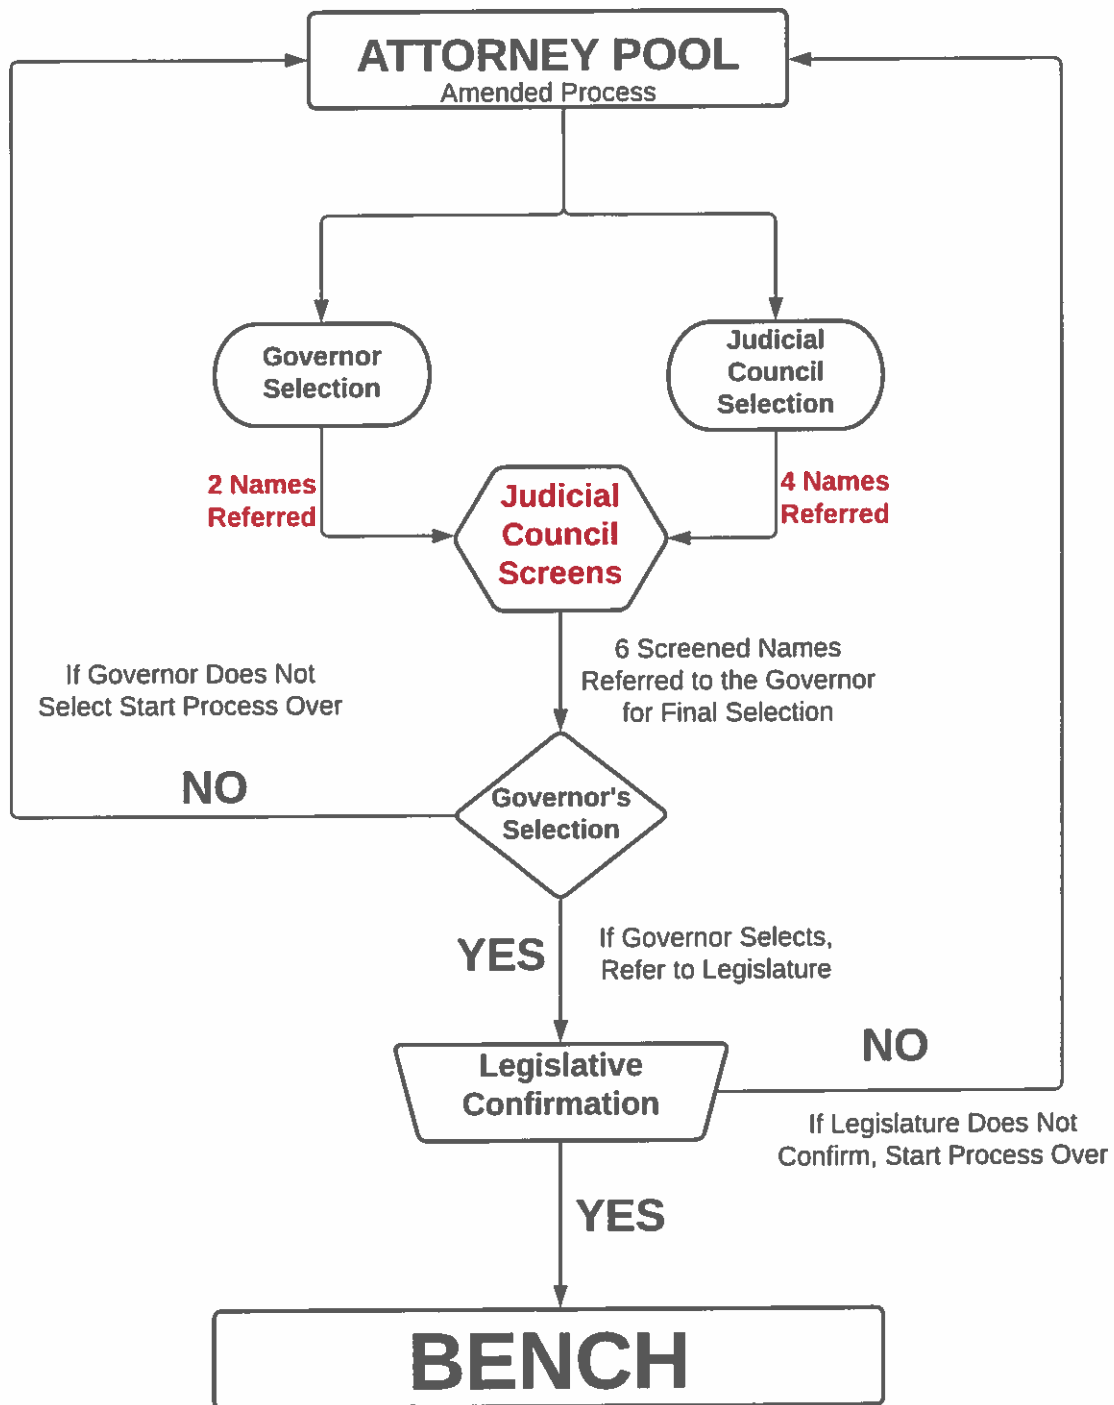 ATTORNEY POOL
Amended Process
Governor
Selection
Judicial
Council
Selection
2 Names
Referred
Judicial
Council
Screens
4 Names
Referred
6 Screened Names
Referred to the Governor
for Final Selection
If Governor Does Not
Select Start Process Over
NO
Governor's
Selection
YES
If Governor Selects,
Refer to Legislature
Legislative
Confirmation
NO
If Legislature Does Not
Confirm, Start Process Over
YES
BENCH